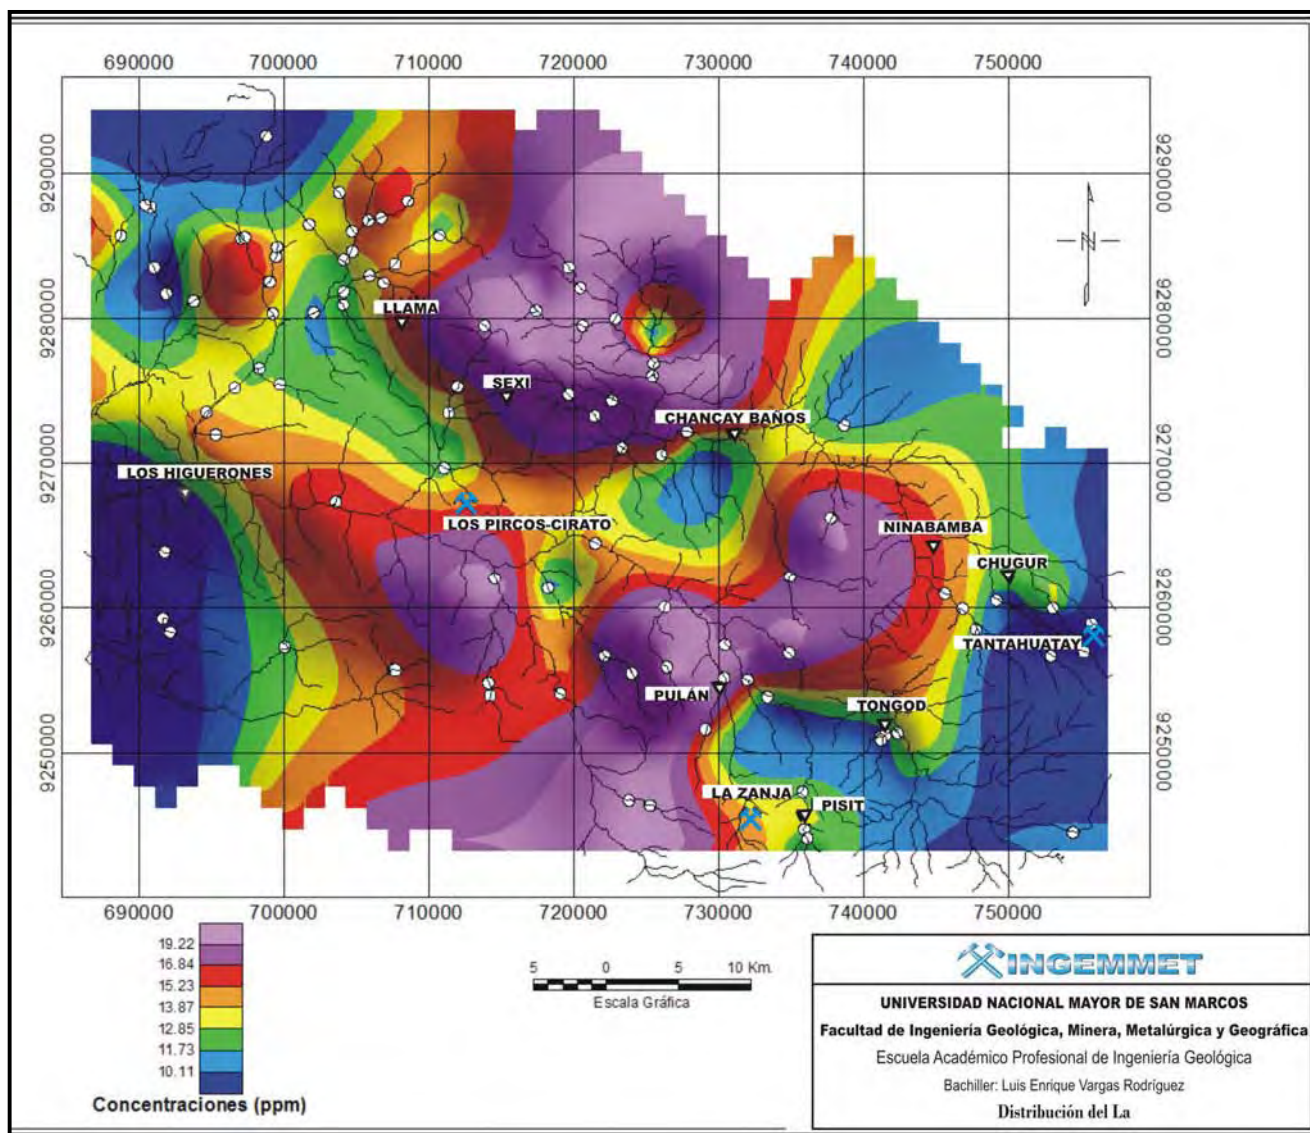 690000 700000 710000 720000 730000 740000 750000
9290000 9290000
9280000 9280000
9270000 9270000
9260000 9260000
9250000 9250000
N
LLAMA
SEXI
CHANCAY BAÑOS
LOS HIGUERONES
LOS PIRCOS-CIRATO
NINABAMBA
CHUGUR
TANTAHUATAY
PULÁN
TONGOD
LA ZANJA
PISIT
690000 700000 710000 720000 730000 740000 750000
19.22
16.84
15.23
13.87
12.85
11.73
10.11
Concentraciones (ppm)
5 0 5 10 Km.
Escala Gráfica
INGEMMET
UNIVERSIDAD NACIONAL MAYOR DE SAN MARCOS
Facultad de Ingeniería Geológica, Minera, Metalúrgica y Geográfica
Escuela Académico Profesional de Ingeniería Geológica
Bachiller: Luis Enrique Vargas Rodríguez
Distribución del La